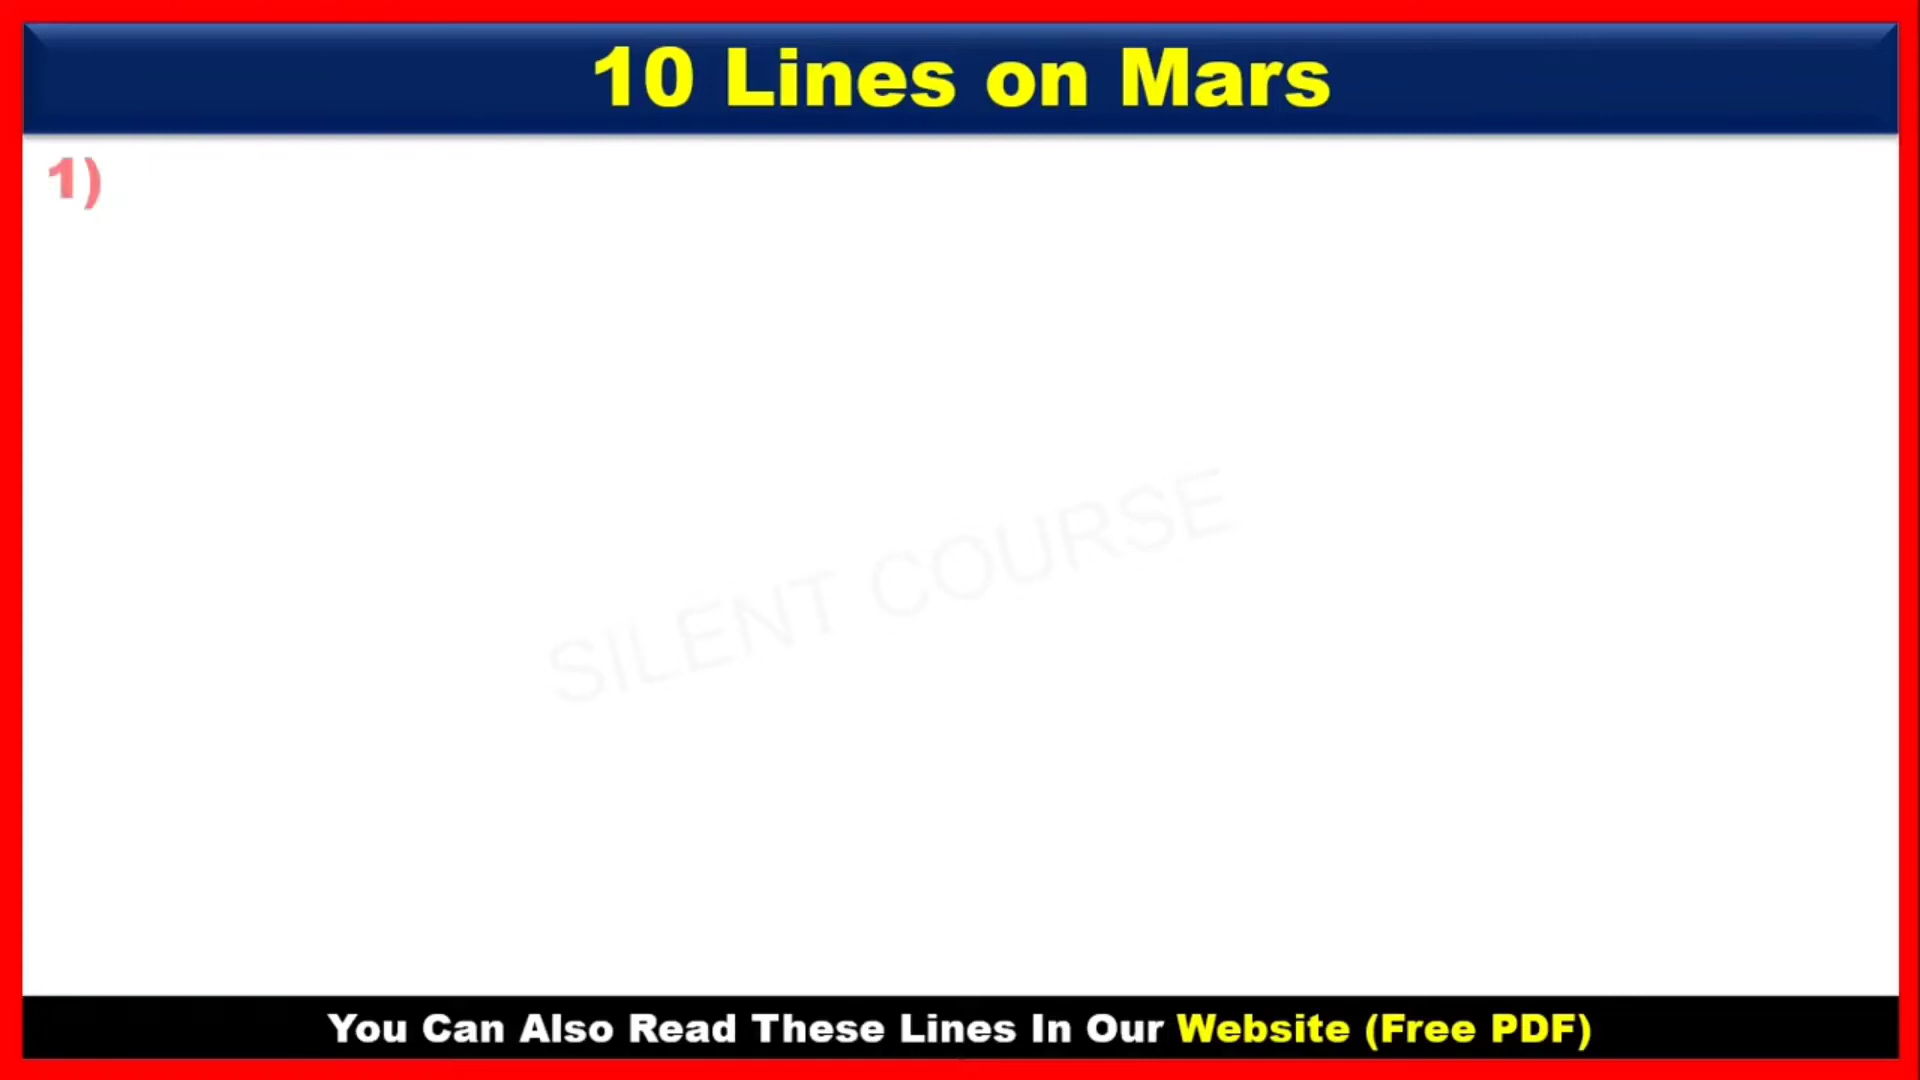 10 Lines on Mars
1)
SILENT COURSE
You Can Also Read These Lines In Our Website (Free PDF)